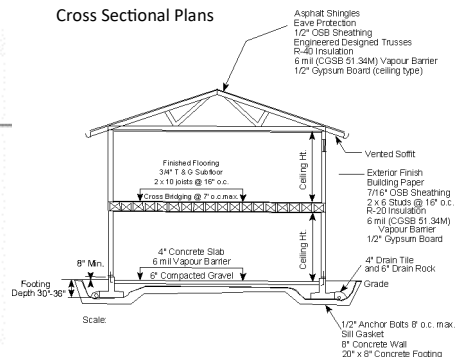 Cross Sectional Plans
Asphalt Shingles
Eave Protection
1/2" OSB Sheathing
Engineered Designed Trusses
R-40 Insulation
6 mil (CGSB 51.34M) Vapour Barrier
1/2" Gypsum Board (ceiling type)
Vented Soffit
Finished Flooring
3/4" T & G Subfloor
2 x 10 joists @ 16" o.c.
Cross Bridging @ 7' o.c.max.
Ceiling Ht.
Exterior Finish
Building Paper
7/16" OSB Sheathing
2 x 6 Studs @ 16" o.c.
R-20 Insulation
6 mil (CGSB 51.34M)
Vapour Barrier
1/2" Gypsum Board
Ceiling Ht.
4" Concrete Slab
6 mil Vapour Barrier
6" Compacted Gravel
8" Min.
Footing
Depth 30"-36"
4" Drain Tile
and 6" Drain Rock
Grade
Scale:
1/2" Anchor Bolts 8' o.c. max.
Sill Gasket
8" Concrete Wall
20" x 8" Concrete Footing